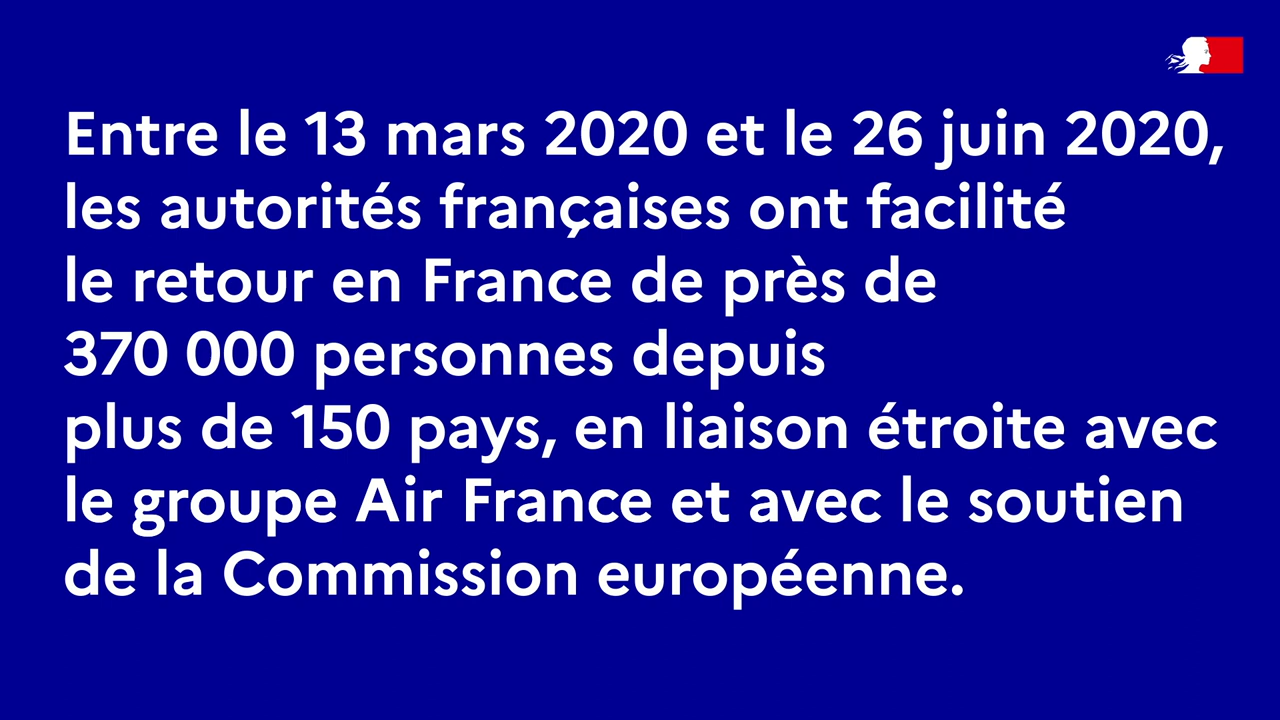 Entre le 13 mars 2020 et le 26 juin 2020,
les autorités françaises ont facilité
le retour en France de près de
370 000 personnes depuis
plus de 150 pays, en liaison étroite avec
le groupe Air France et avec le soutien
de la Commission européenne.